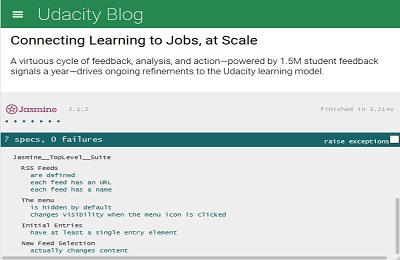 Udacity Blog
Connecting Learning to Jobs, at Scale
A virtuous cycle of feedback, analysis, and action—powered by 1.5M student feedback
signals a year—drives ongoing refinements to the Udacity learning model.
Jasmine 2.1.2 finished in 3.214s
7 specs, 0 failures raise exceptions
Jasmine__TopLevel__Suite
RSS Feeds
are defined
each feed has an URL
each feed has a name
The menu
is hidden by default
changes visibility when the menu icon is clicked
Initial Entries
have at least a single entry element
New Feed Selection
actually changes content